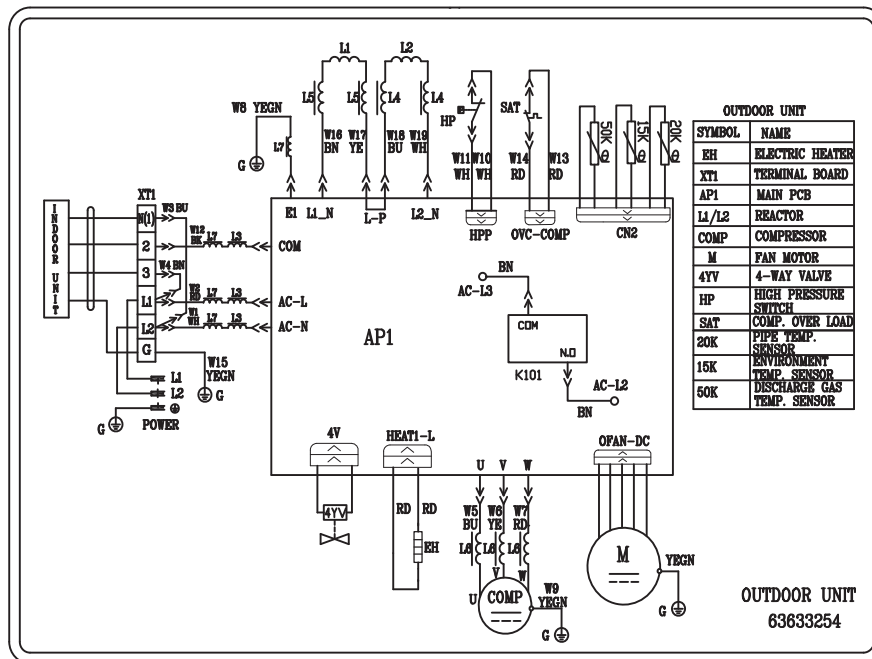 L1
L2
L5
L5
L4
L4
W8 YEGN
L7
G
W16
BN
W17
YE
W18
BU
W19
WH
HP
SAT
W11
WH
W10
WH
W14
RD
W13
RD
50K
θ
15K
θ
20K
θ
E1
L1_N
L-P
L2_N
HPP
OVC-COMP
CN2
OUTDOOR UNIT
SYMBOL NAME
EH ELECTRIC HEATER
XT1 TERMINAL BOARD
AP1 MAIN PCB
L1/L2 REACTOR
COMP COMPRESSOR
M FAN MOTOR
4YV 4-WAY VALVE
HP HIGH PRESSURE
SWITCH
SAT COMP. OVER LOAD
20K PIPE TEMP.
SENSOR
15K ENVIRONMENT
TEMP. SENSOR
50K DISCHARGE GAS
TEMP. SENSOR
INDOOR UNIT
XT1
N(1)
2
3
L1
L2
G
W3 BU
W12
BK
L7
L3
COM
W4 BN
W2
RD
L7
L3
AC-L
W1
WH
L7
L3
AC-N
W15
YEGN
G
L1
L2
G
POWER
AP1
BN
AC-L3
COM
N.O
K101
AC-L2
BN
4V
HEAT1-L
U
V
W
OFAN-DC
4YV
RD
RD
EH
W5
BU
W6
YE
W7
RD
L6
L6
L6
U
V
W
COMP
W9
YEGN
G
M
YEGN
G
OUTDOOR UNIT
63633254